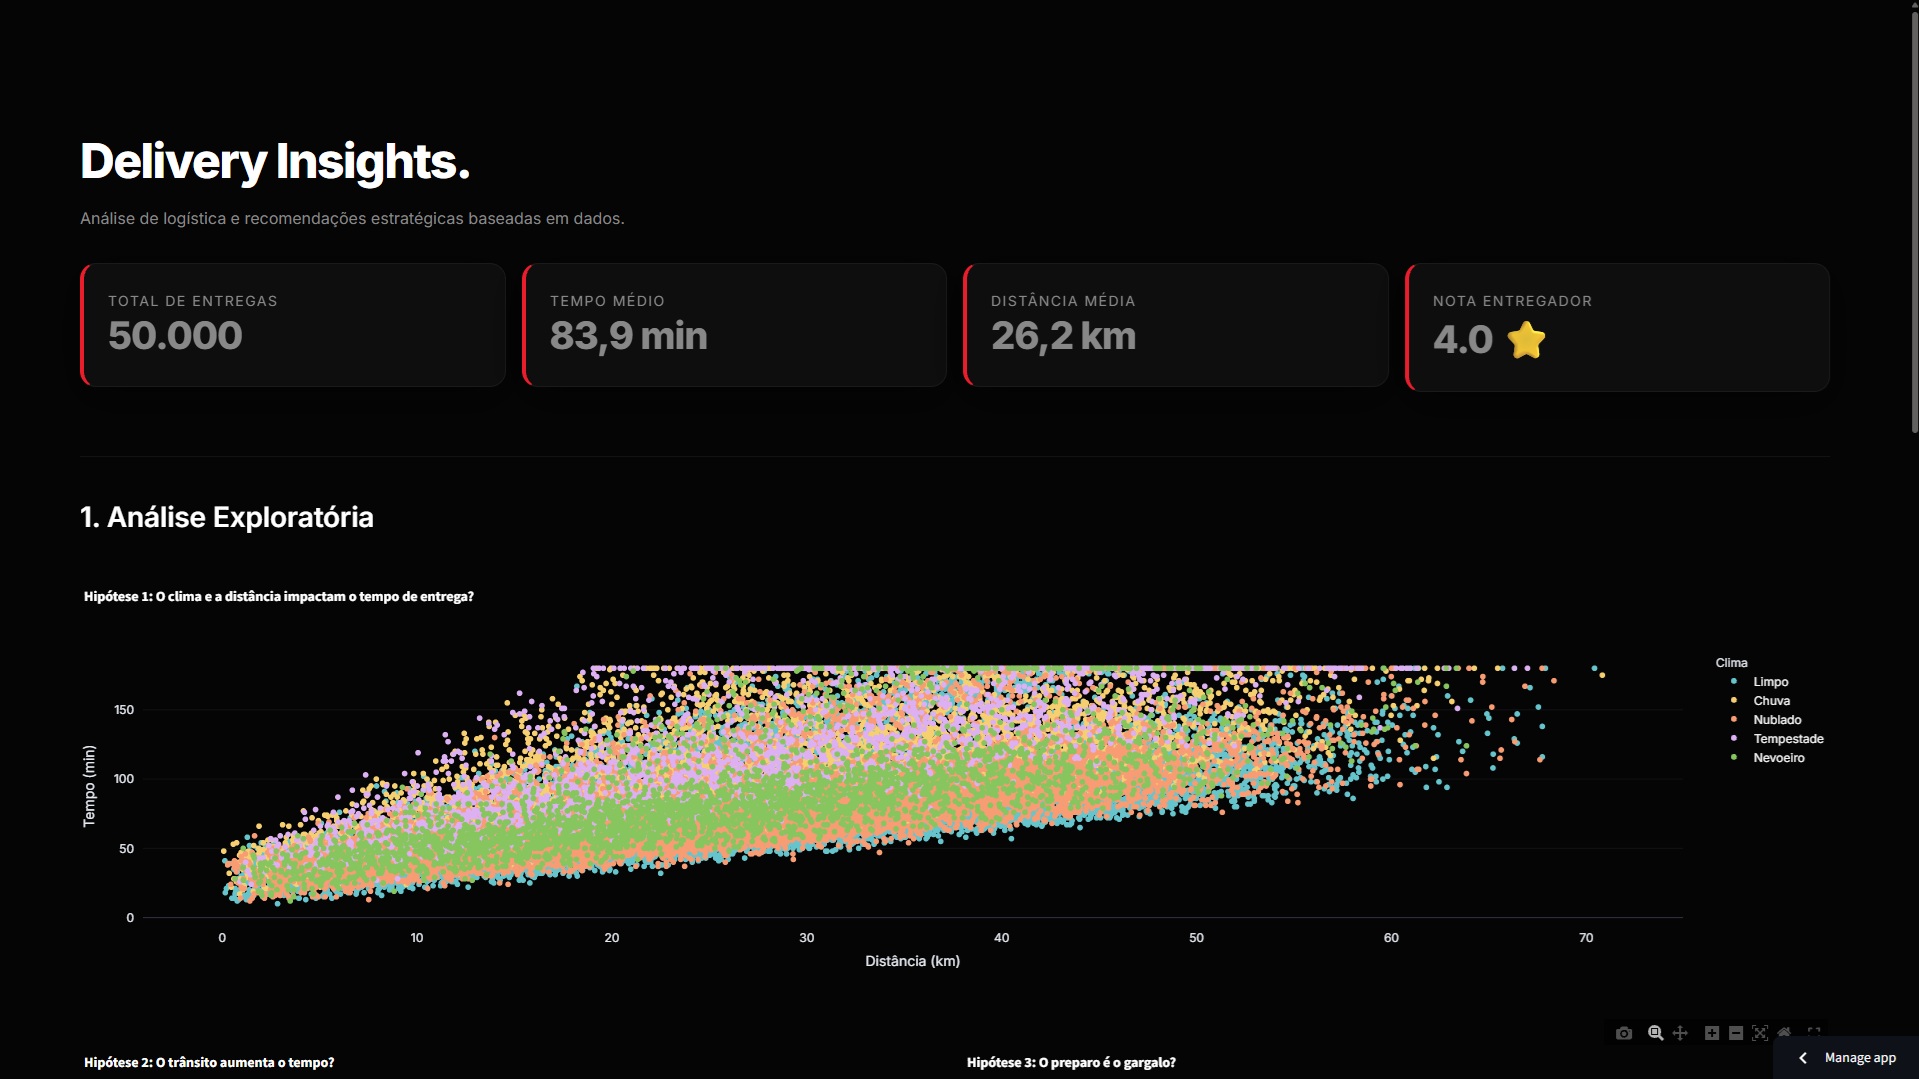 Delivery Insights.
Análise de logística e recomendações estratégicas baseadas em dados.
TOTAL DE ENTREGAS
50.000
TEMPO MÉDIO
83,9 min
DISTÂNCIA MÉDIA
26,2 km
NOTA ENTREGADOR
4.0 ⭐
1. Análise Exploratória
Hipótese 1: O clima e a distância impactam o tempo de entrega?
Tempo (min)
150
100
50
0
0
10
20
30
40
50
60
70
Distância (km)
Clima
Limpo
Chuva
Nublado
Tempestade
Nevoeiro
Hipótese 2: O trânsito aumenta o tempo?
Hipótese 3: O preparo é o gargalo?
Manage app